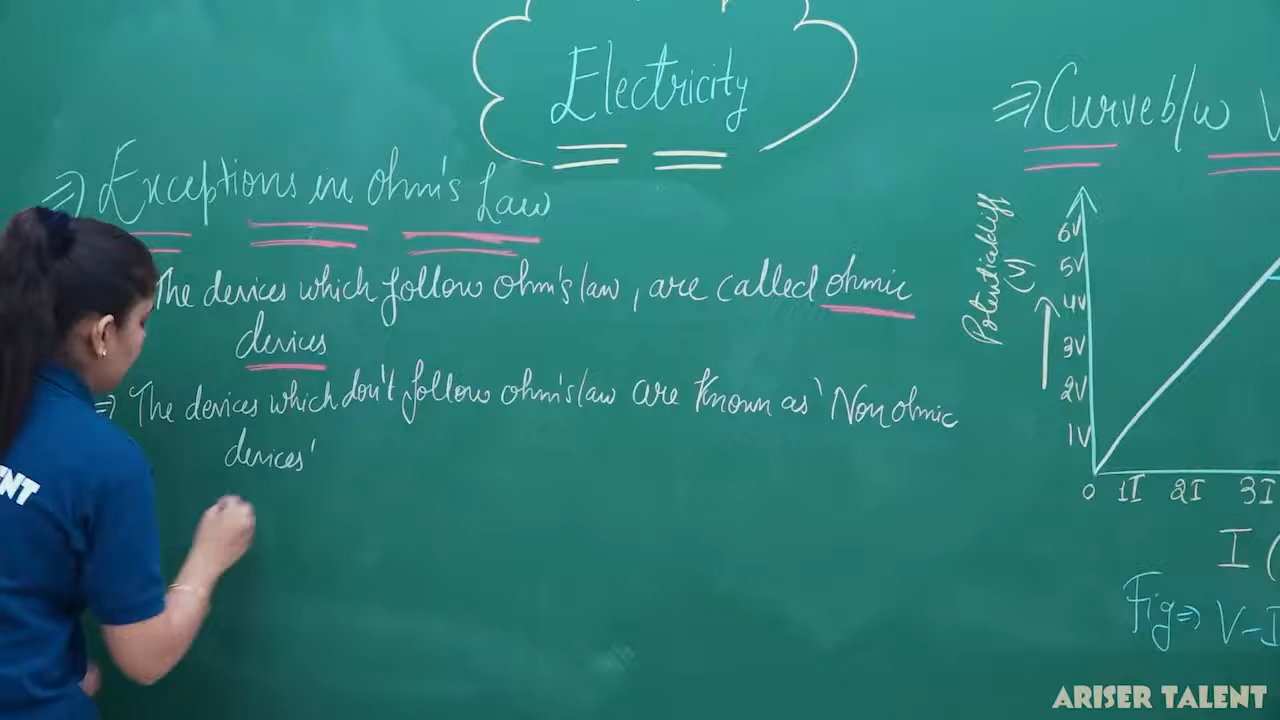 Electricity
⇒ Exceptions in Ohm's Law
The devices which follow ohm's law, are called ohmic
devices
⇒ The devices which don't follow ohm's law are known as 'Non ohmic
devices'
⇒ Curve b/w V
Potential diff
(V)
6V
5V
4V
3V
2V
1V
0 1I 2I 3I
I (
Fig ⇒ V-I
NT
ARISER TALENT